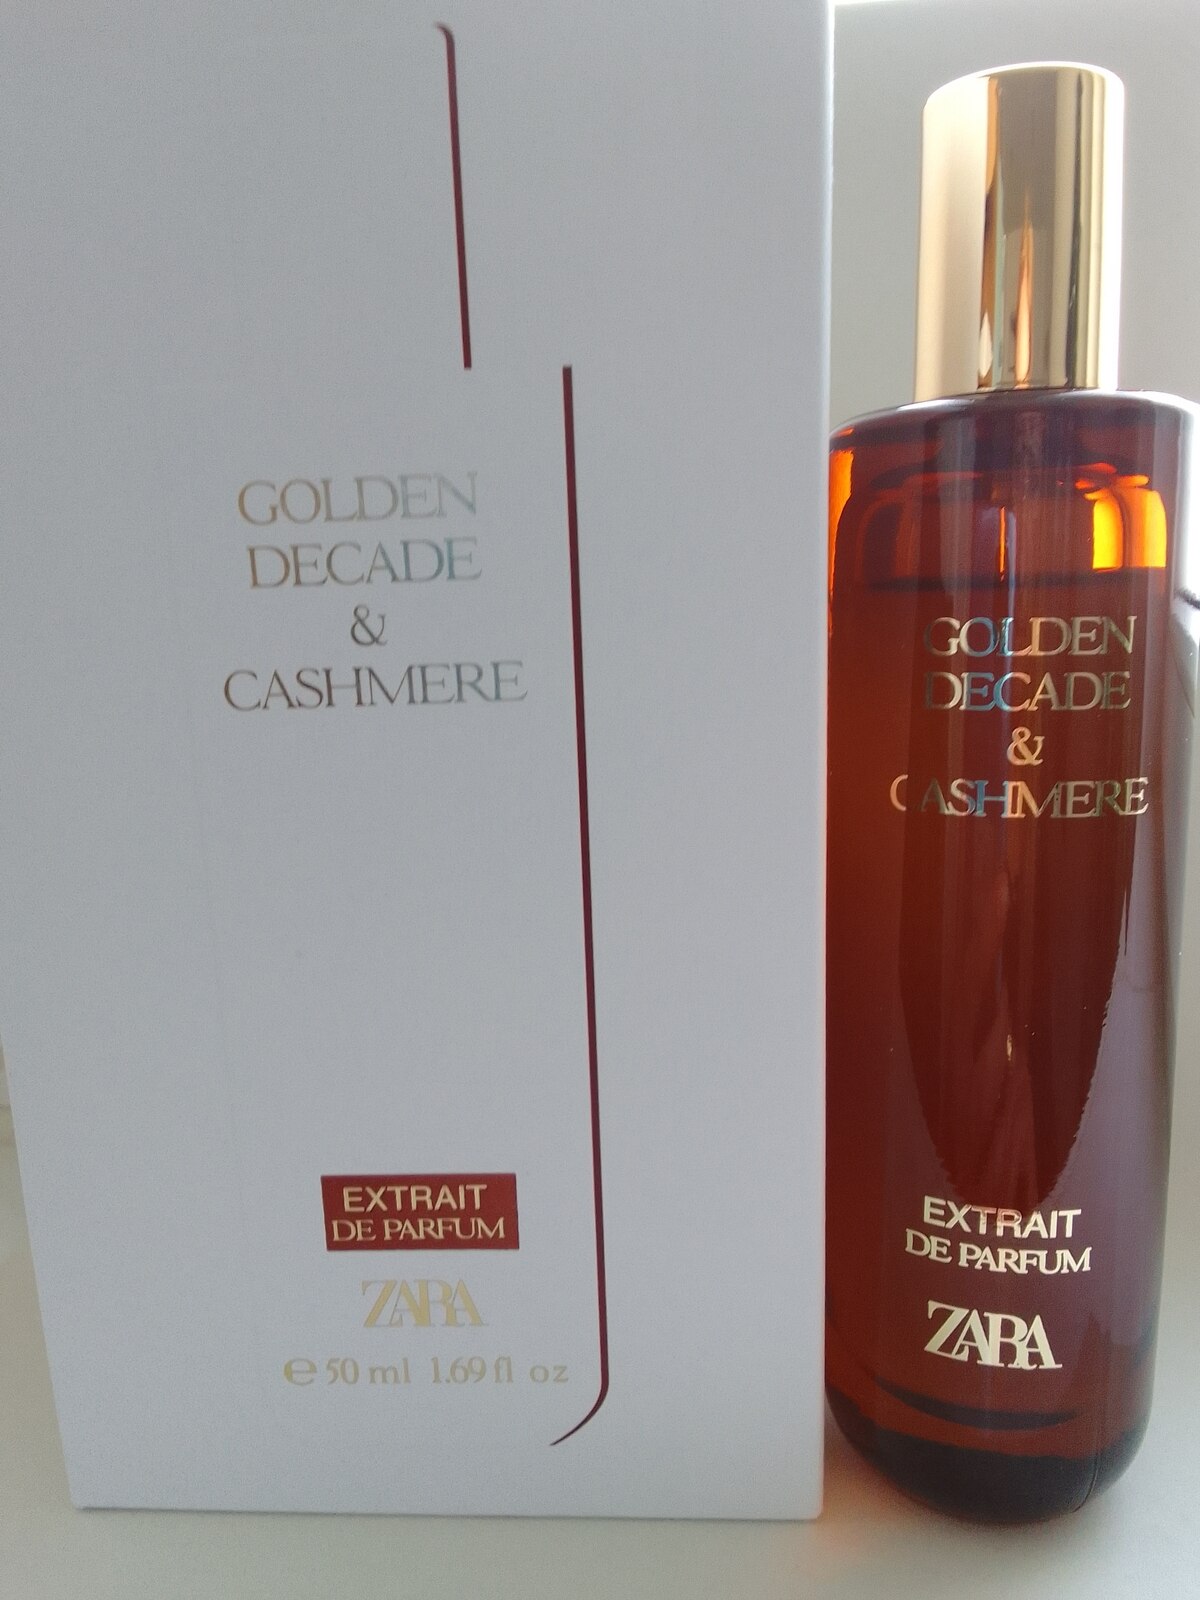 GOLDEN
DECADE
&
CASHMERE
EXTRAIT
DE PARFUM
ZARA
℮ 50 ml 1.69 fl oz
GOLDEN
DECADE
&
CASHMERE
EXTRAIT
DE PARFUM
ZARA